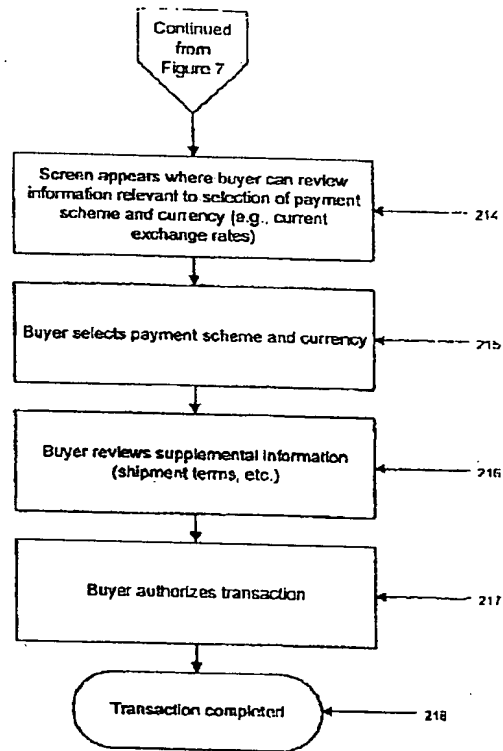 Continued
from
Figure 7
Screen appears where buyer can review
information relevant to selection of payment
scheme and currency (e.g., current
exchange rates)
214
Buyer selects payment scheme and currency
215
Buyer reviews supplemental information
(shipment terms, etc.)
216
Buyer authorizes transaction
217
Transaction completed
218